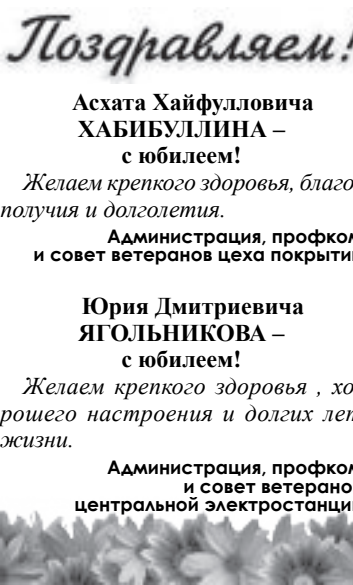 Поздравляем!
Асхата Хайфулловича
ХАБИБУЛЛИНА –
с юбилеем!
Желаем крепкого здоровья, благо
получия и долголетия.
Администрация, профком
и совет ветеранов цеха покрыти
Юрия Дмитриевича
ЯГОЛЬНИКОВА –
с юбилеем!
Желаем крепкого здоровья , хо
рошего настроения и долгих лет
жизни.
Администрация, профком
и совет ветерано
центральной электростанци